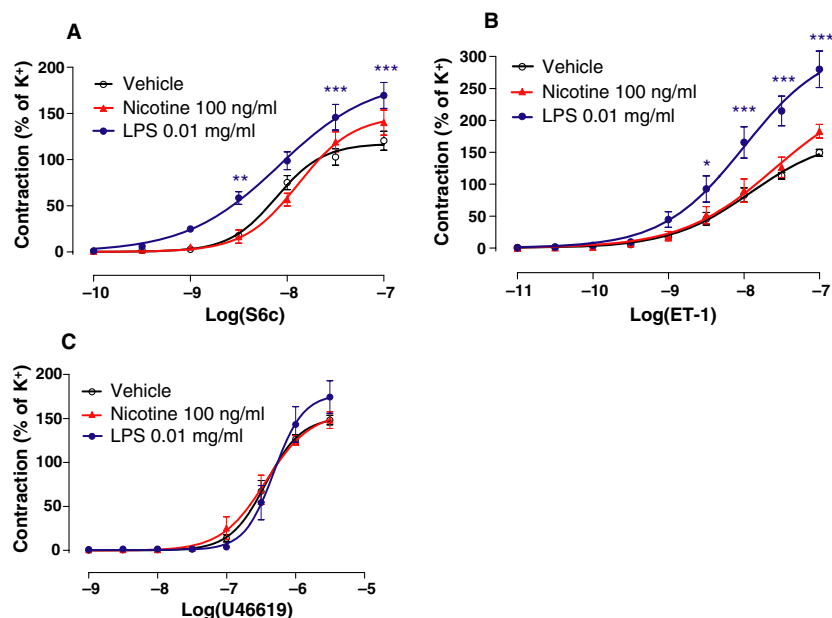 A
Contraction (% of K⁺)
200
150
100
50
0
Vehicle
Nicotine 100 ng/ml
LPS 0.01 mg/ml
**
***
***
−10
−9
−8
−7
Log(S6c)
B
Contraction (% of K⁺)
300
250
200
150
100
50
0
Vehicle
Nicotine 100 ng/ml
LPS 0.01 mg/ml
*
***
***
***
−11
−10
−9
−8
−7
Log(ET-1)
C
Contraction (% of K⁺)
200
150
100
50
0
Vehicle
Nicotine 100 ng/ml
LPS 0.01 mg/ml
−9
−8
−7
−6
−5
Log(U46619)